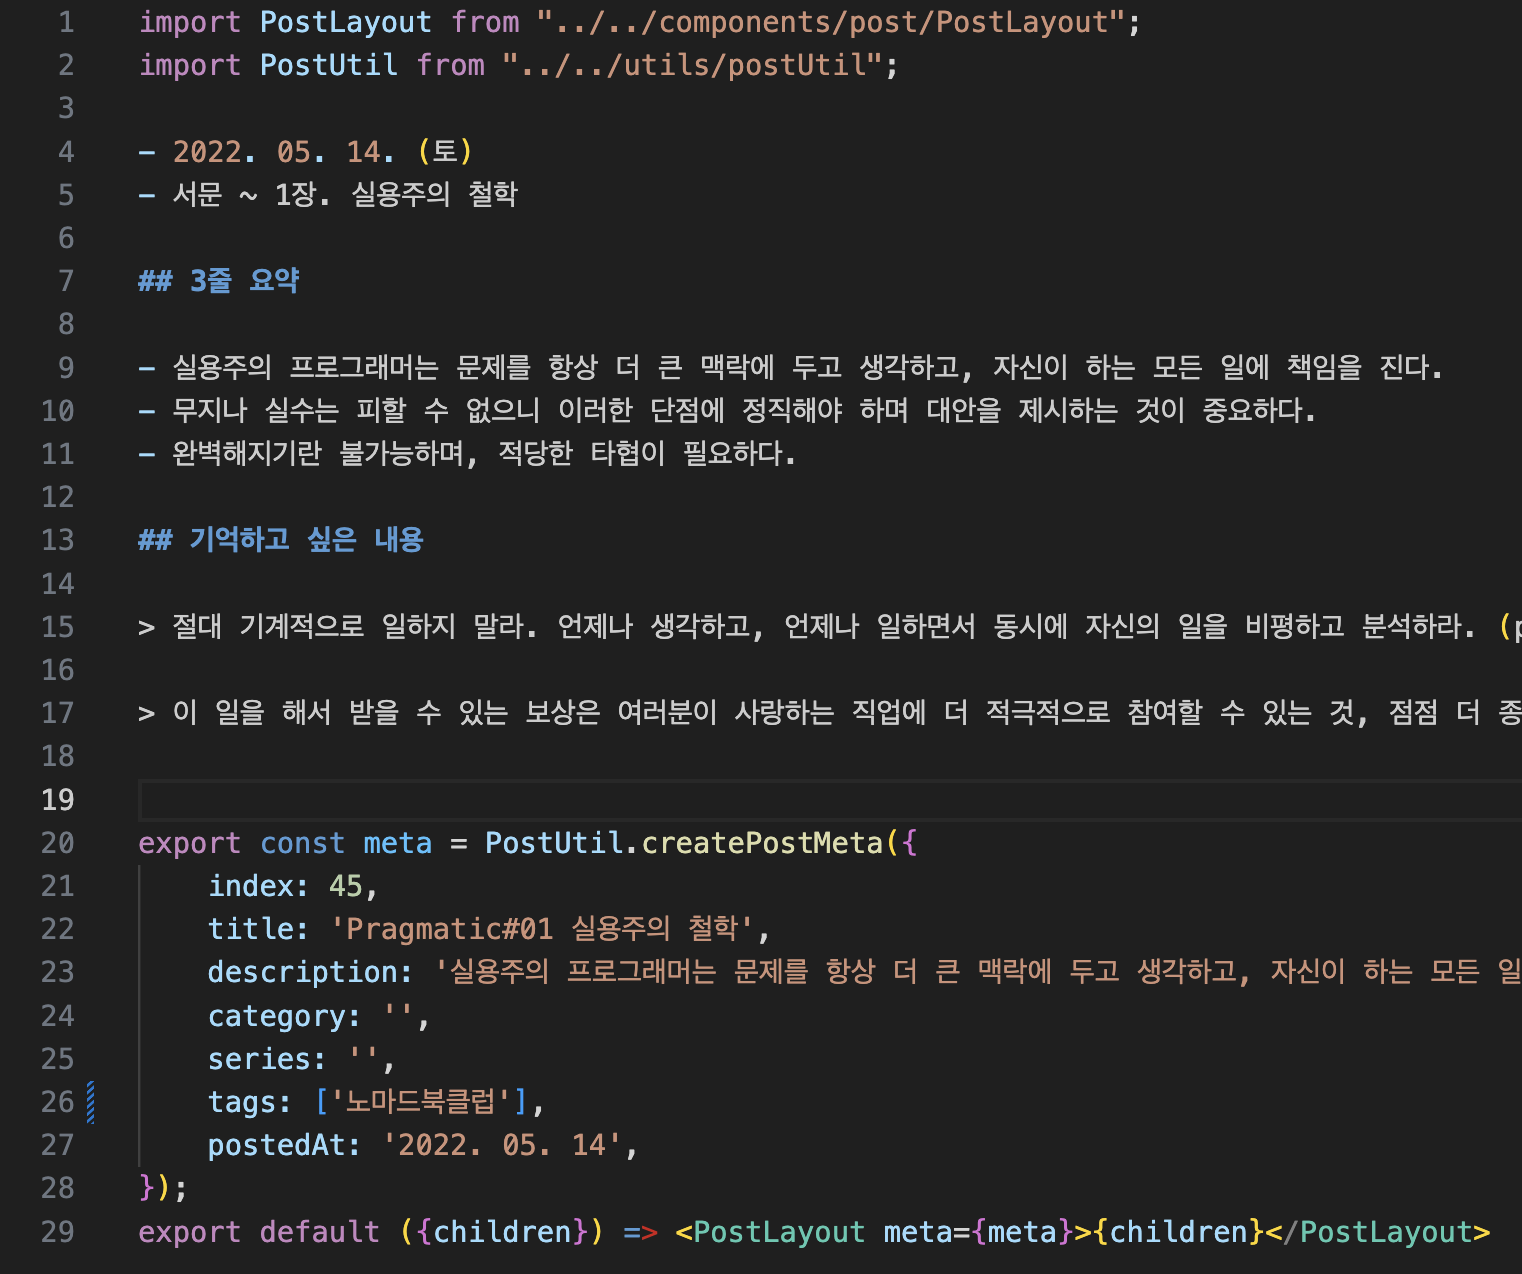 1 import PostLayout from "../../components/post/PostLayout";
2 import PostUtil from "../../utils/postUtil";
3
4 - 2022. 05. 14. (토)
5 - 서문 ~ 1장. 실용주의 철학
6
7 ## 3줄 요약
8
9 - 실용주의 프로그래머는 문제를 항상 더 큰 맥락에 두고 생각하고, 자신이 하는 모든 일에 책임을 진다.
10 - 무지나 실수는 피할 수 없으니 이러한 단점에 정직해야 하며 대안을 제시하는 것이 중요하다.
11 - 완벽해지기란 불가능하며, 적당한 타협이 필요하다.
12
13 ## 기억하고 싶은 내용
14
15 > 절대 기계적으로 일하지 말라. 언제나 생각하고, 언제나 일하면서 동시에 자신의 일을 비평하고 분석하라. (p
16
17 > 이 일을 해서 받을 수 있는 보상은 여러분이 사랑하는 직업에 더 적극적으로 참여할 수 있는 것, 점점 더 종
18
19
20 export const meta = PostUtil.createPostMeta({
21 index: 45,
22 title: 'Pragmatic#01 실용주의 철학',
23 description: '실용주의 프로그래머는 문제를 항상 더 큰 맥락에 두고 생각하고, 자신이 하는 모든 일
24 category: '',
25 series: '',
26 tags: ['노마드북클럽'],
27 postedAt: '2022. 05. 14',
28 });
29 export default ({children}) => <PostLayout meta={meta}>{children}</PostLayout>